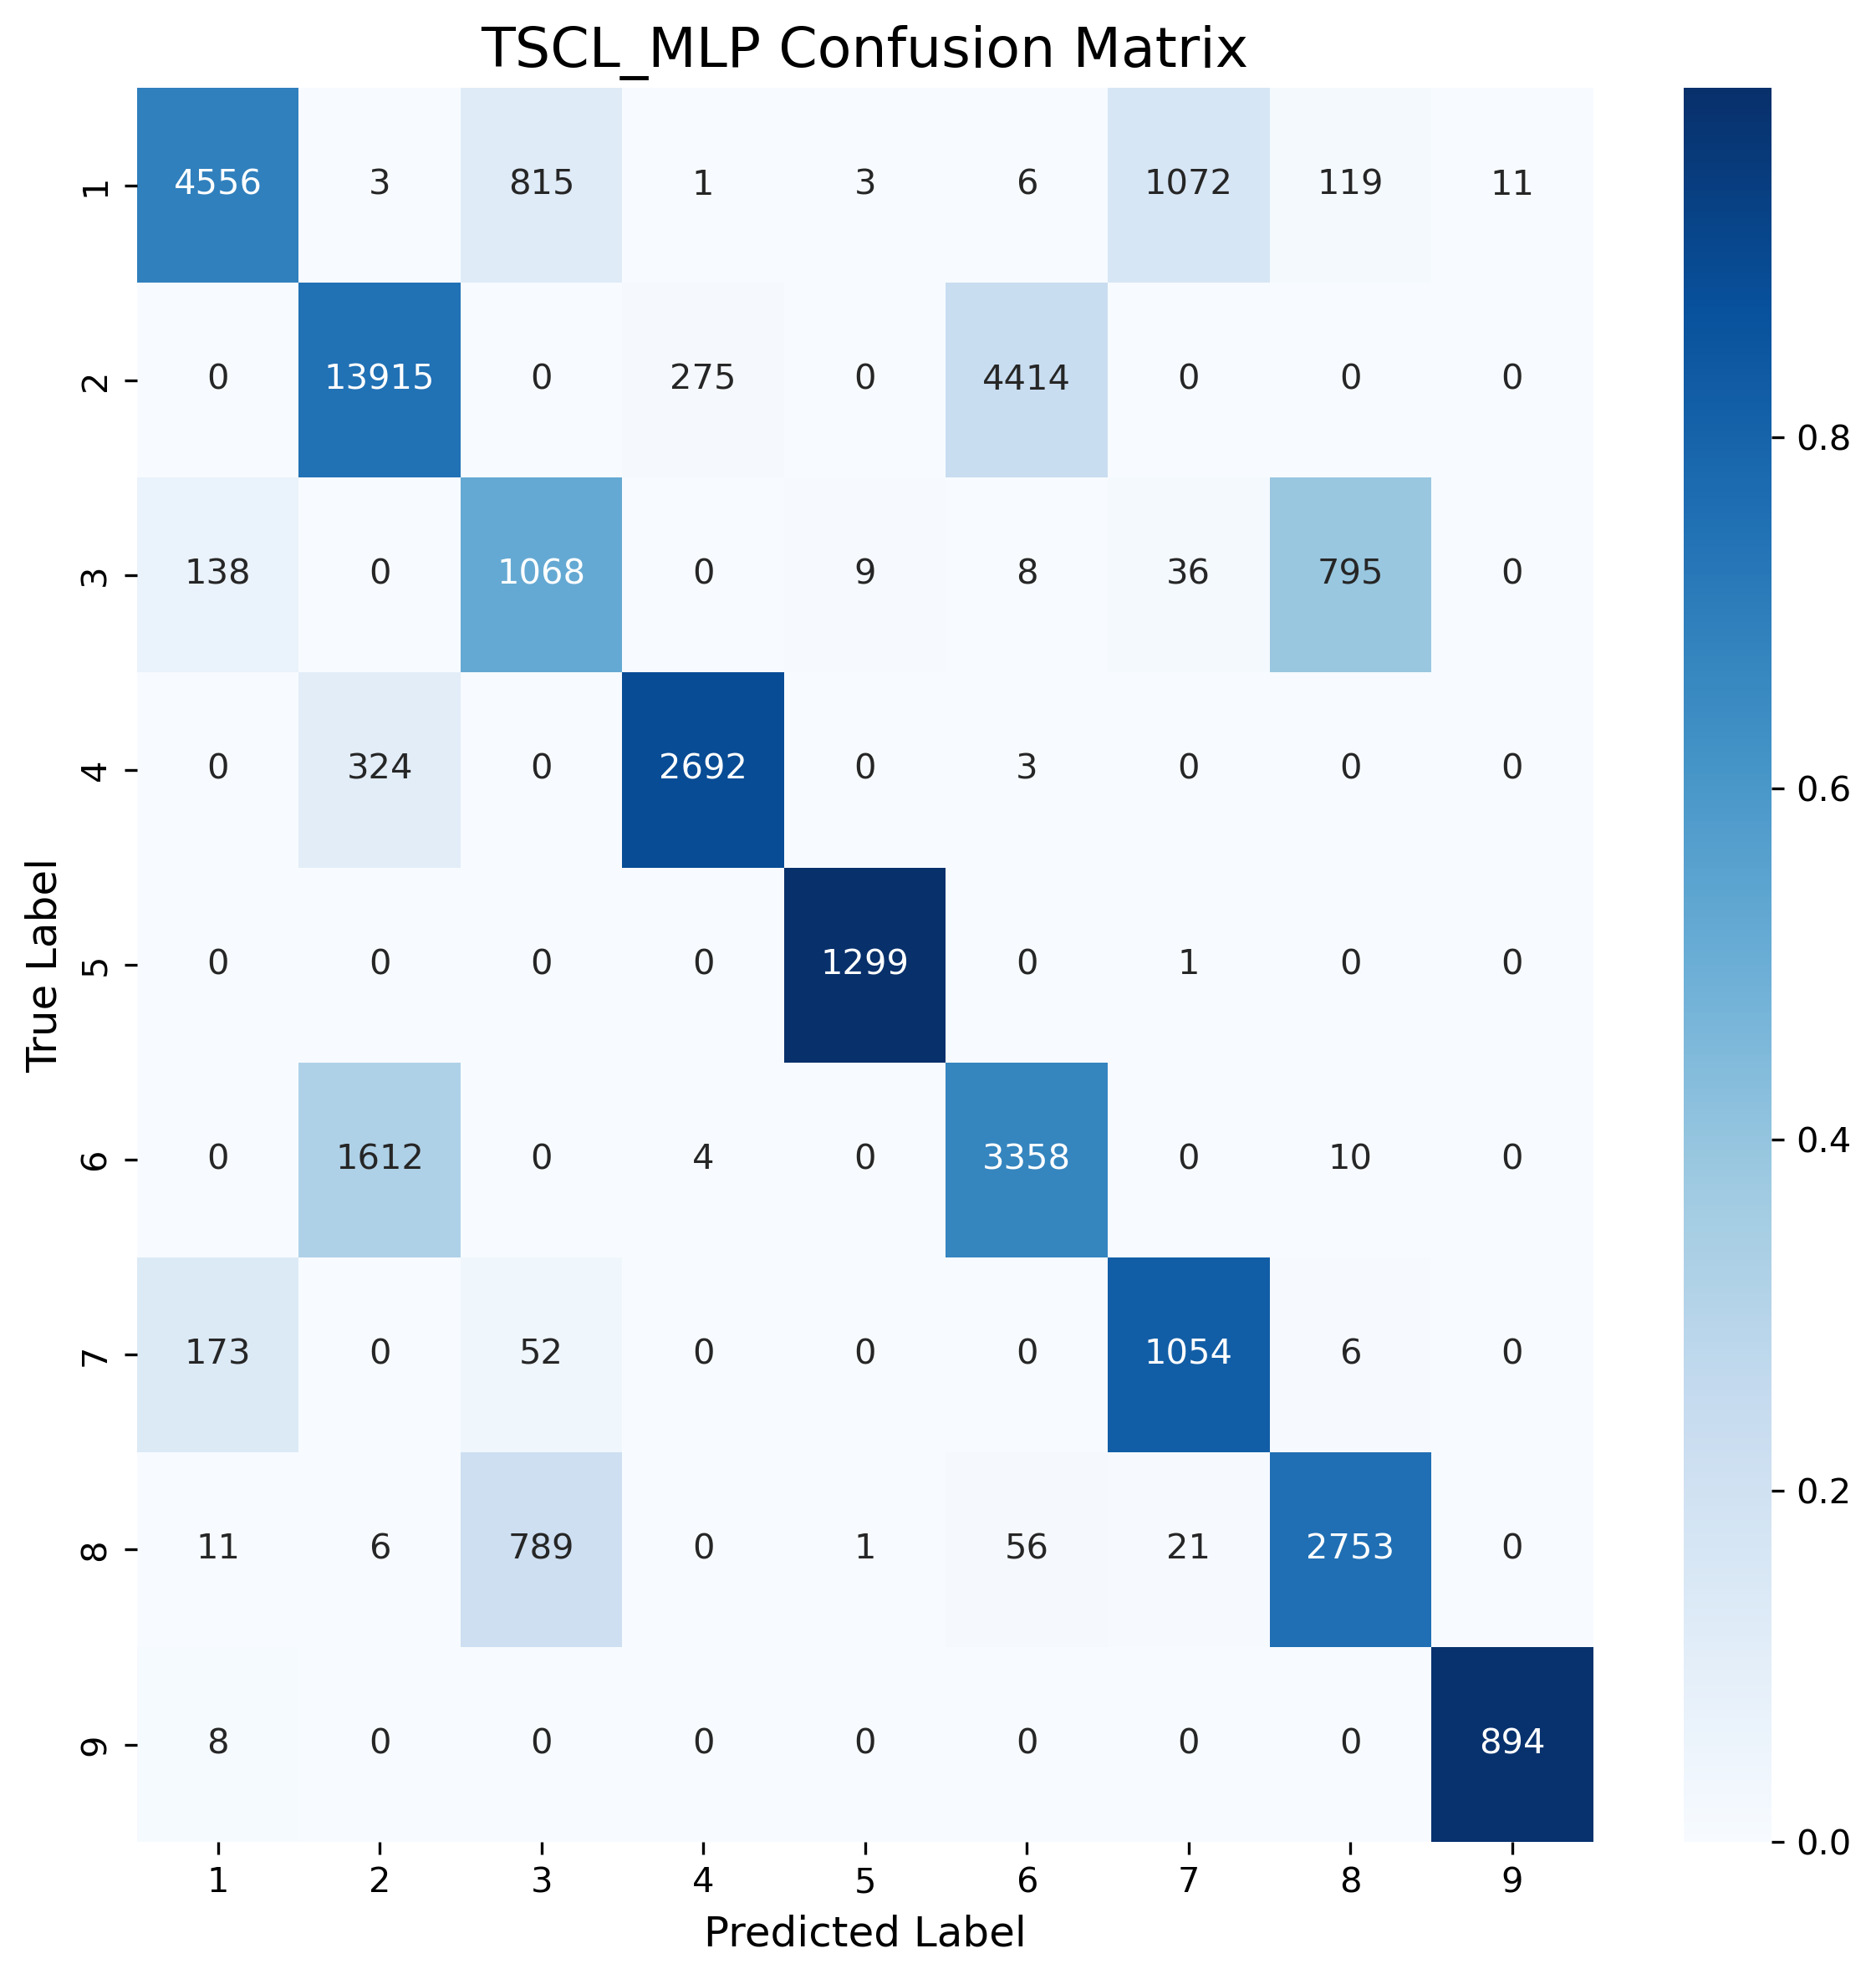 TSCL_MLP Confusion Matrix
1 4556 3 815 1 3 6 1072 119 11
2 0 13915 0 275 0 4414 0 0 0
0.8
3 138 0 1068 0 9 8 36 795 0
0.6
4 0 324 0 2692 0 3 0 0 0
True Label
5 0 0 0 0 1299 0 1 0 0
0.4
6 0 1612 0 4 0 3358 0 10 0
7 173 0 52 0 0 0 1054 6 0
0.2
8 11 6 789 0 1 56 21 2753 0
9 8 0 0 0 0 0 0 0 894
0.0
1 2 3 4 5 6 7 8 9
Predicted Label